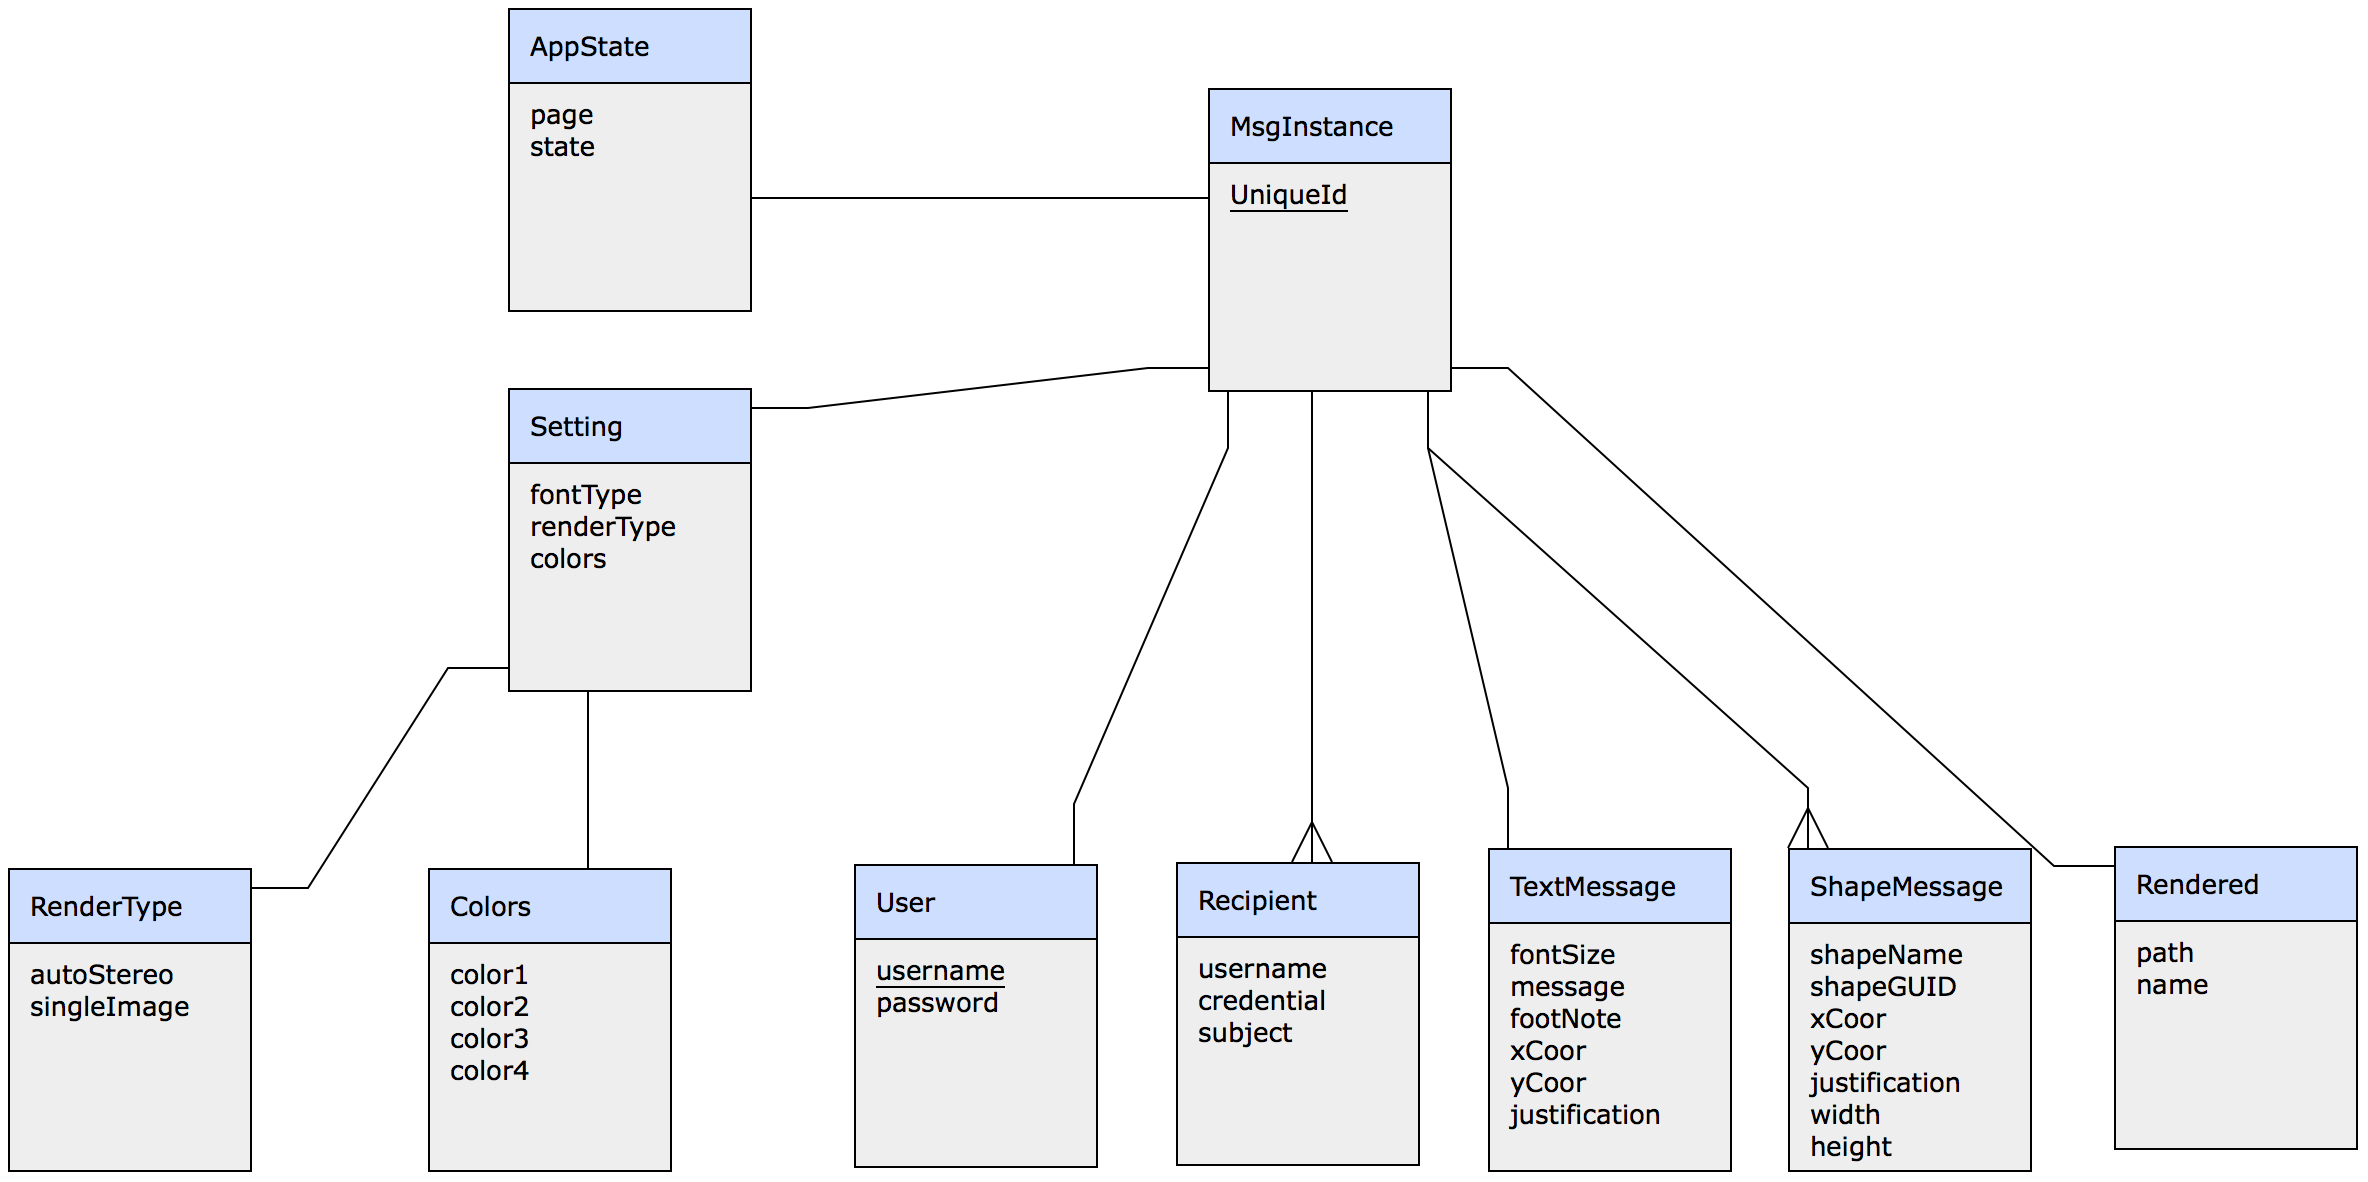 AppState
page
state
MsgInstance
UniqueId
Setting
fontType
renderType
colors
RenderType
autoStereo
singleImage
Colors
color1
color2
color3
color4
User
username
password
Recipient
username
credential
subject
TextMessage
fontSize
message
footNote
xCoor
yCoor
justification
ShapeMessage
shapeName
shapeGUID
xCoor
yCoor
justification
width
height
Rendered
path
name